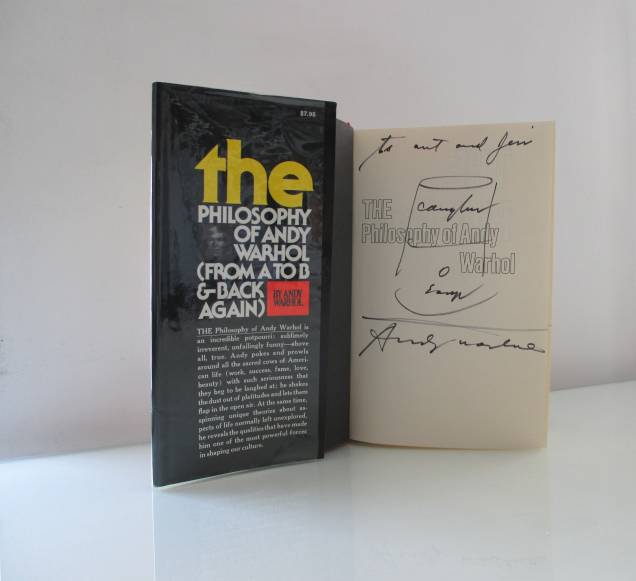 $7.95
the
PHILOSOPHY
OF ANDY
WARHOL
(FROM A TO B
&-BACK
AGAIN)
BY ANDY
WARHOL
THE Philosophy of Andy Warhol is
an incredible potpourri: sublimely
irreverent, unfailingly funny—above
all, true. Andy pokes and prowls
around all the sacred cows of Ameri-
can life (work, success, fame, love,
beauty) with such seriousness that
they beg to be laughed at; he shakes
the dust out of platitudes and lets them
flap in the open air. At the same time,
spinning unique theories about as-
pects of life normally left unexplored,
he reveals the qualities that have made
him one of the most powerful forces
in shaping our culture.
to art and Jeri
THE
Philosophy of Andy
Warhol
Soup
Andy Warhol